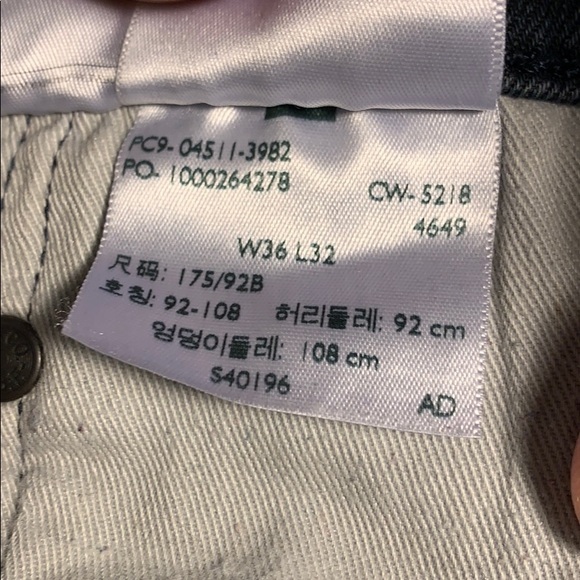 PC9- 04511-3982
PO- 1000264278
CW- 5218
4649
W36 L32
尺码: 175/92B
호칭: 92-108 허리둘레: 92 cm
엉덩이둘레: 108 cm
S40196
AD